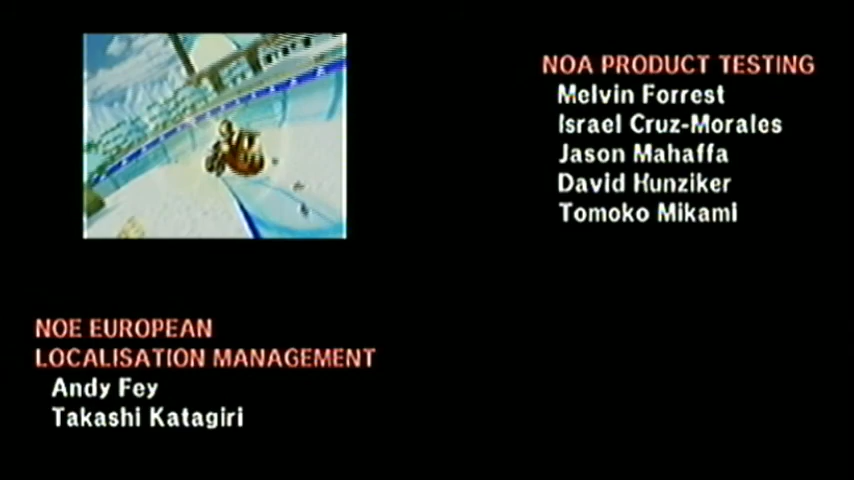 NOA PRODUCT TESTING
Melvin Forrest
Israel Cruz-Morales
Jason Mahaffa
David Hunziker
Tomoko Mikami
NOE EUROPEAN
LOCALISATION MANAGEMENT
Andy Fey
Takashi Katagiri